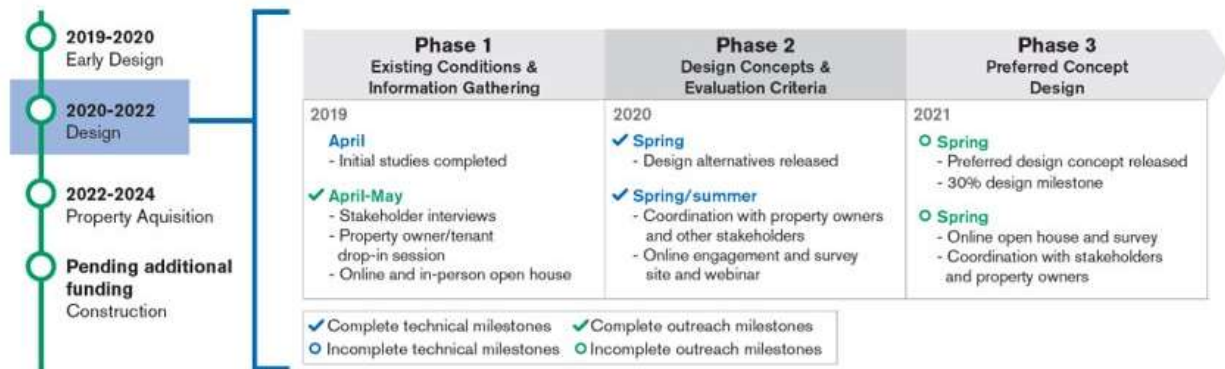 2019-2020
Early Design
2020-2022
Design
2022-2024
Property Aquisition
Pending additional
funding
Construction
Phase 1
Existing Conditions &
Information Gathering
2019
April
- Initial studies completed
April-May
- Stakeholder interviews
- Property owner/tenant
drop-in session
- Online and in-person open house
Phase 2
Design Concepts &
Evaluation Criteria
2020
Spring
- Design alternatives released
Spring/summer
- Coordination with property owners
and other stakeholders
- Online engagement and survey
site and webinar
Phase 3
Preferred Concept
Design
2021
Spring
- Preferred design concept released
- 30% design milestone
Spring
- Online open house and survey
- Coordination with stakeholders
and property owners
Complete technical milestones
Complete outreach milestones
Incomplete technical milestones
Incomplete outreach milestones